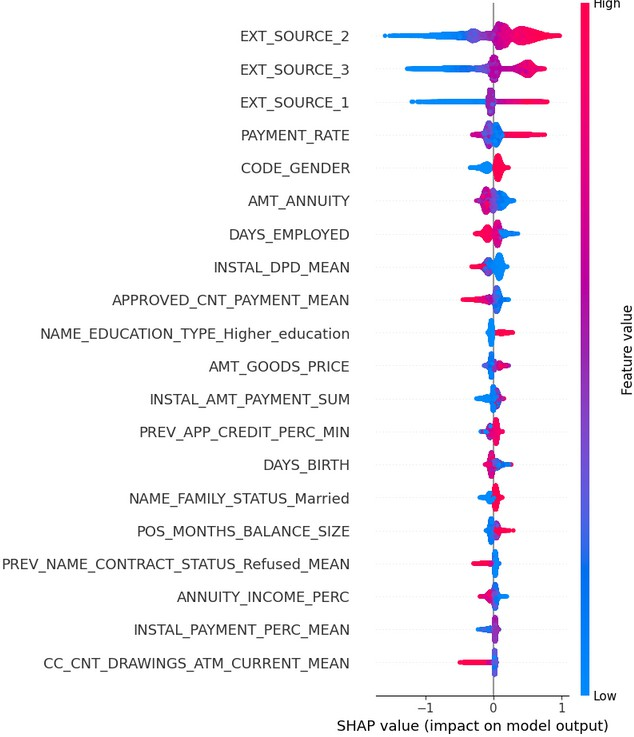 High
EXT_SOURCE_2
EXT_SOURCE_3
EXT_SOURCE_1
PAYMENT_RATE
CODE_GENDER
AMT_ANNUITY
DAYS_EMPLOYED
INSTAL_DPD_MEAN
APPROVED_CNT_PAYMENT_MEAN
NAME_EDUCATION_TYPE_Higher_education
AMT_GOODS_PRICE
INSTAL_AMT_PAYMENT_SUM
PREV_APP_CREDIT_PERC_MIN
DAYS_BIRTH
NAME_FAMILY_STATUS_Married
POS_MONTHS_BALANCE_SIZE
PREV_NAME_CONTRACT_STATUS_Refused_MEAN
ANNUITY_INCOME_PERC
INSTAL_PAYMENT_PERC_MEAN
CC_CNT_DRAWINGS_ATM_CURRENT_MEAN
Feature value
Low
−1 0 1
SHAP value (impact on model output)